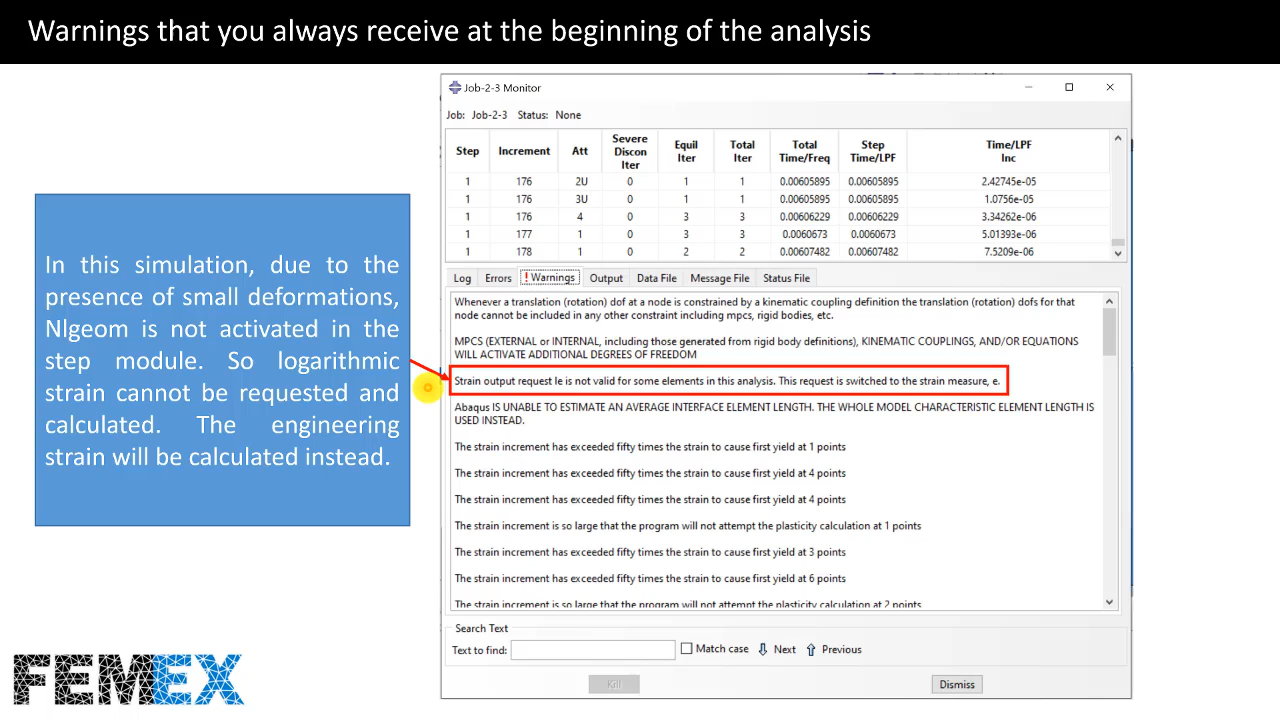 Warnings that you always receive at the beginning of the analysis
In this simulation, due to the
presence of small deformations,
Nlgeom is not activated in the
step module. So logarithmic
strain cannot be requested and
calculated. The engineering
strain will be calculated instead.
FEMEX
Job-2-3 Monitor
Job: Job-2-3 Status: None
Step Increment Att Severe Discon Iter Equil Iter Total Iter Total Time/Freq Step Time/LPF Time/LPF Inc
1 176 2U 0 1 1 0.00605895 0.00605895 2.42745e-05
1 176 3U 0 1 1 0.00605895 0.00605895 1.0756e-05
1 176 4 0 3 3 0.00606229 0.00606229 3.34262e-06
1 177 1 0 3 3 0.0060673 0.0060673 5.01393e-06
1 178 1 0 2 2 0.00607482 0.00607482 7.5209e-06
Log Errors ! Warnings Output Data File Message File Status File
Whenever a translation (rotation) dof at a node is constrained by a kinematic coupling definition the translation (rotation) dofs for that
node cannot be included in any other constraint including mpcs, rigid bodies, etc.
MPCS (EXTERNAL or INTERNAL, including those generated from rigid body definitions), KINEMATIC COUPLINGS, AND/OR EQUATIONS
WILL ACTIVATE ADDITIONAL DEGREES OF FREEDOM
Strain output request le is not valid for some elements in this analysis. This request is switched to the strain measure, e.
Abaqus IS UNABLE TO ESTIMATE AN AVERAGE INTERFACE ELEMENT LENGTH. THE WHOLE MODEL CHARACTERISTIC ELEMENT LENGTH IS
USED INSTEAD.
The strain increment has exceeded fifty times the strain to cause first yield at 1 points
The strain increment has exceeded fifty times the strain to cause first yield at 4 points
The strain increment has exceeded fifty times the strain to cause first yield at 4 points
The strain increment is so large that the program will not attempt the plasticity calculation at 1 points
The strain increment has exceeded fifty times the strain to cause first yield at 3 points
The strain increment has exceeded fifty times the strain to cause first yield at 6 points
The strain increment is so large that the program will not attempt the plasticity calculation at 2 points
Search Text
Text to find: Match case Next Previous
Kill Dismiss